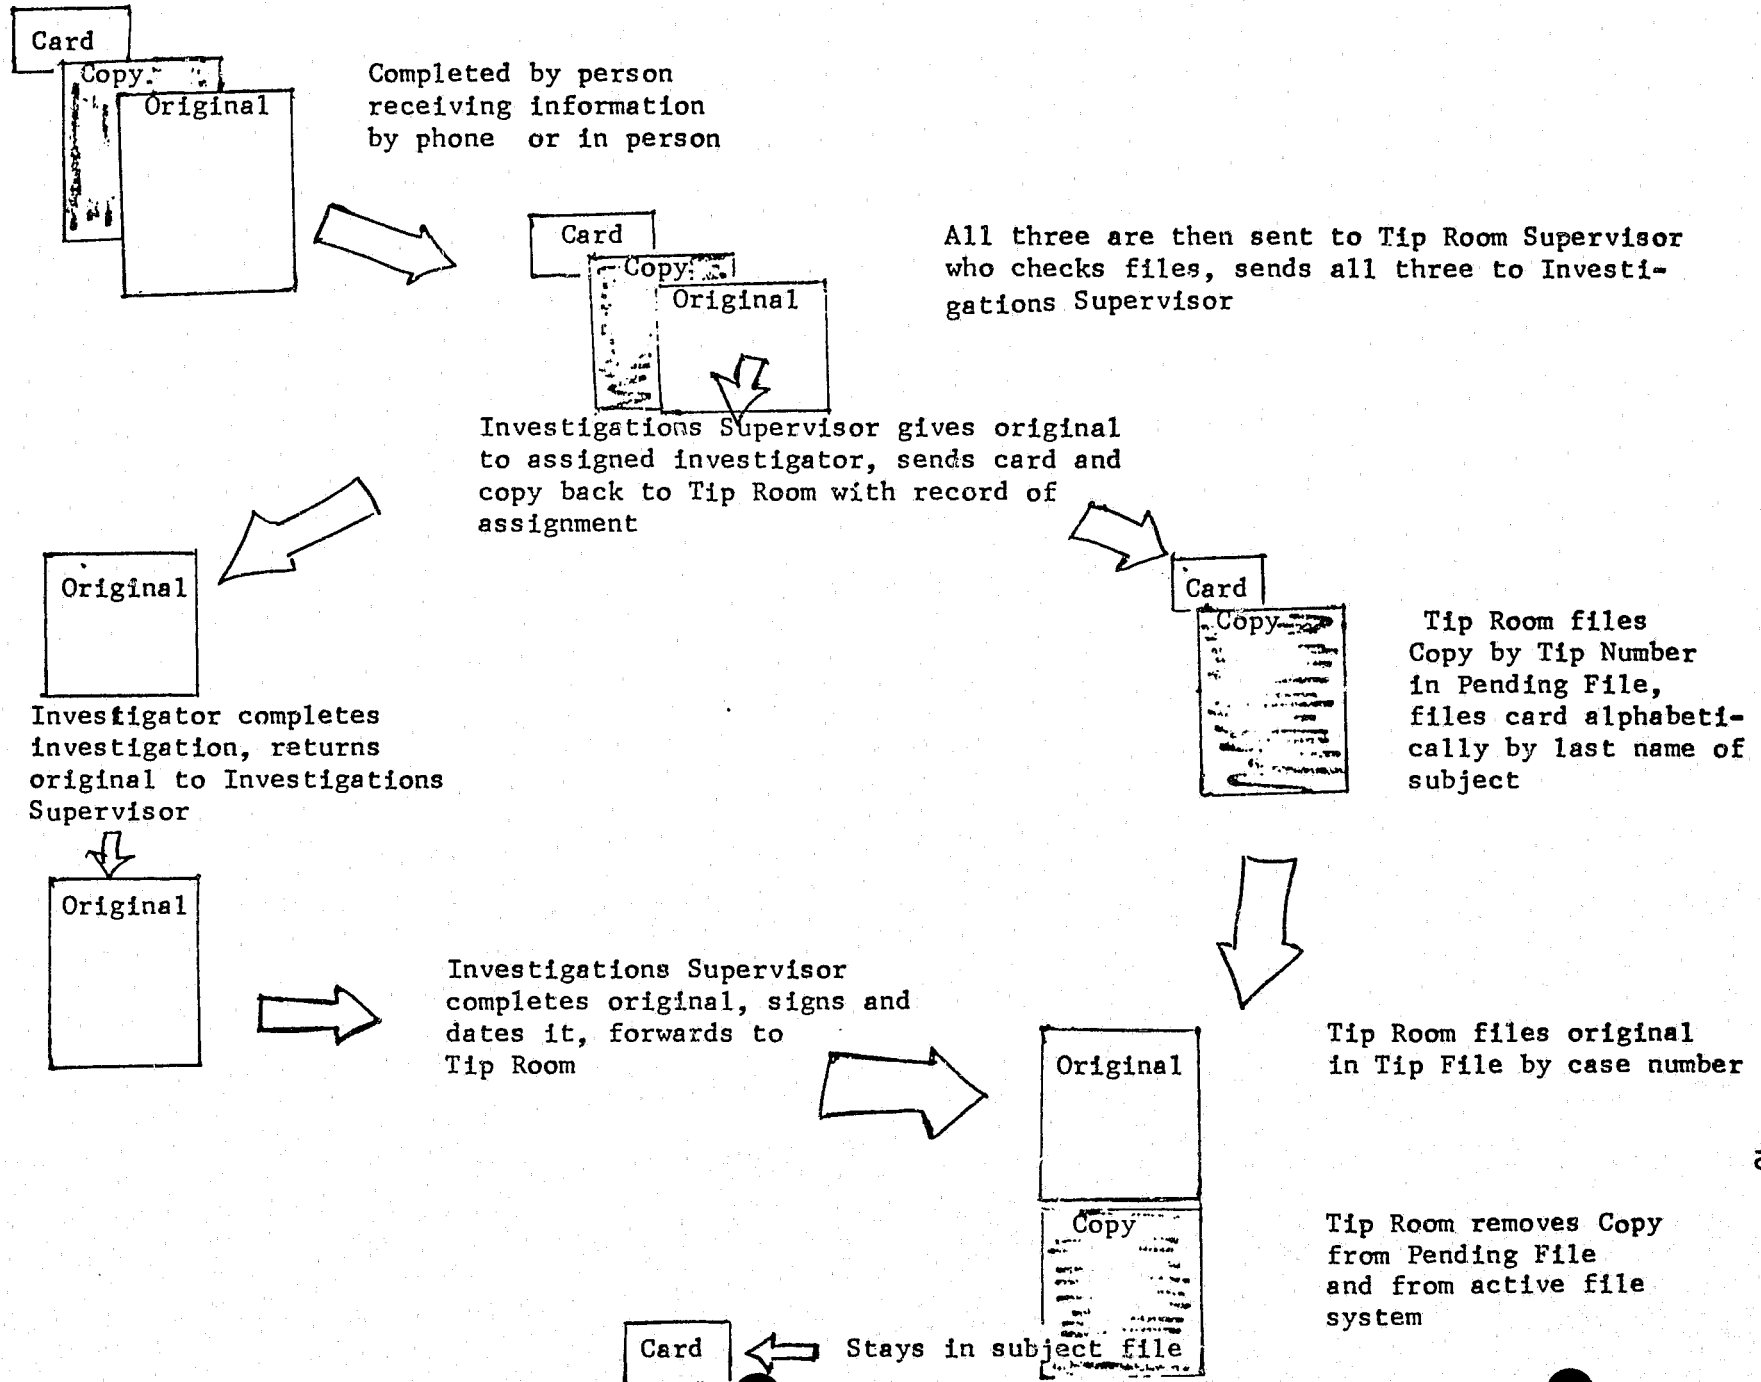 Card
Copy
Original
Completed by person
receiving information
by phone or in person
Card
Copy
Original
All three are then sent to Tip Room Supervisor
who checks files, sends all three to Investi-
gations Supervisor
Investigations Supervisor gives original
to assigned investigator, sends card and
copy back to Tip Room with record of
assignment
Original
Investigator completes
investigation, returns
original to Investigations
Supervisor
Card
Copy
Tip Room files
Copy by Tip Number
in Pending File,
files card alphabeti-
cally by last name of
subject
Original
Investigations Supervisor
completes original, signs and
dates it, forwards to
Tip Room
Original
Tip Room files original
in Tip File by case number
Copy
Tip Room removes Copy
from Pending File
and from active file
system
Card
Stays in subject file